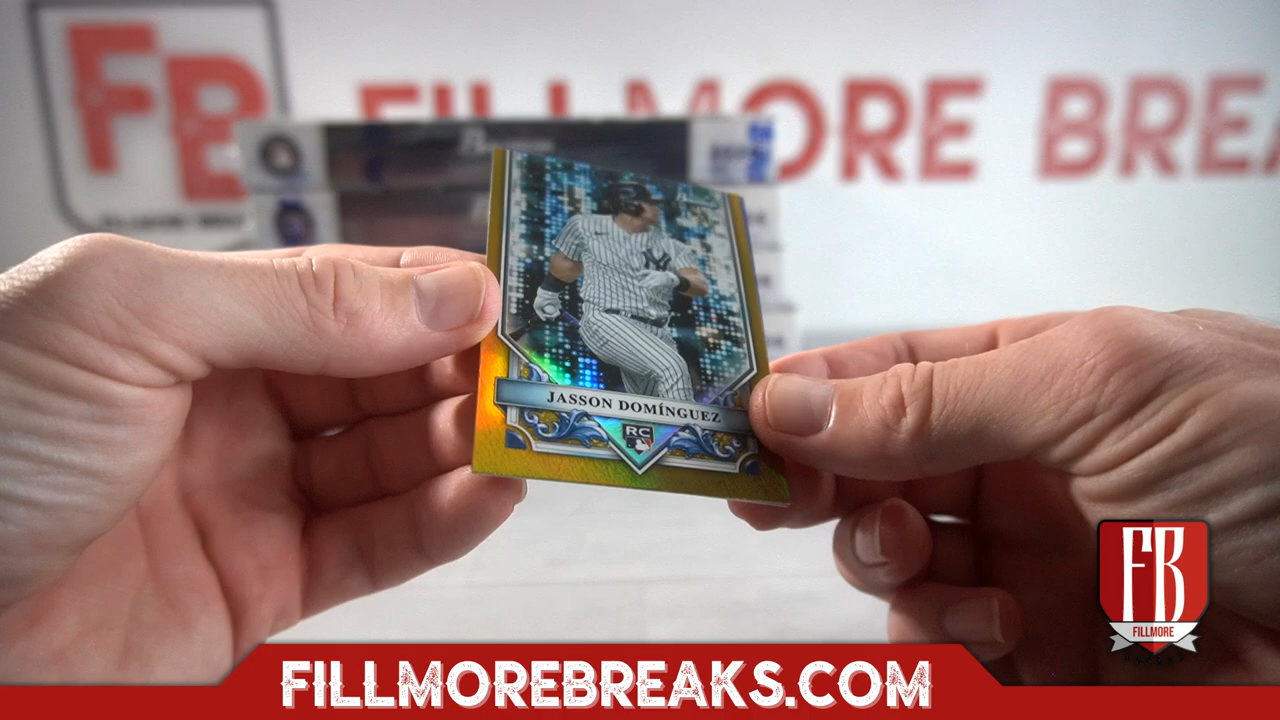 FB
FILLMORE BREA
JASSON DOMÍNGUEZ
RC
FB
FILLMORE
FILLMOREBREAKS.COM